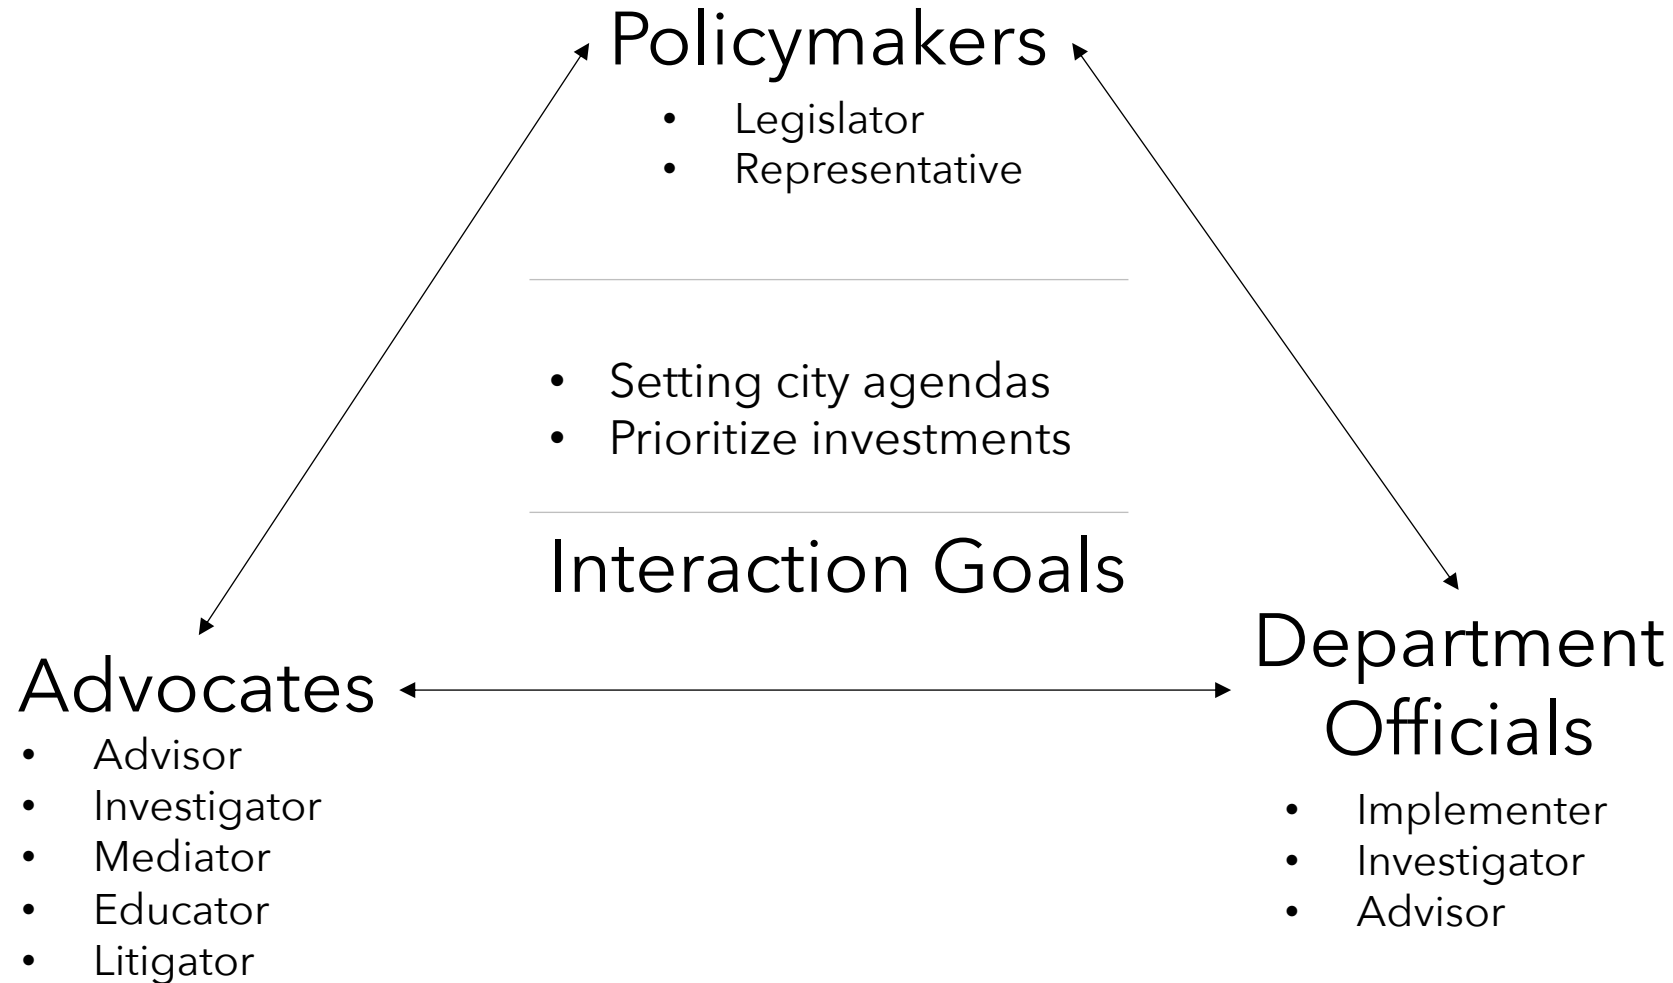 Policymakers
• Legislator
• Representative
• Setting city agendas
• Prioritize investments
Interaction Goals
Advocates
• Advisor
• Investigator
• Mediator
• Educator
• Litigator
Department
Officials
• Implementer
• Investigator
• Advisor